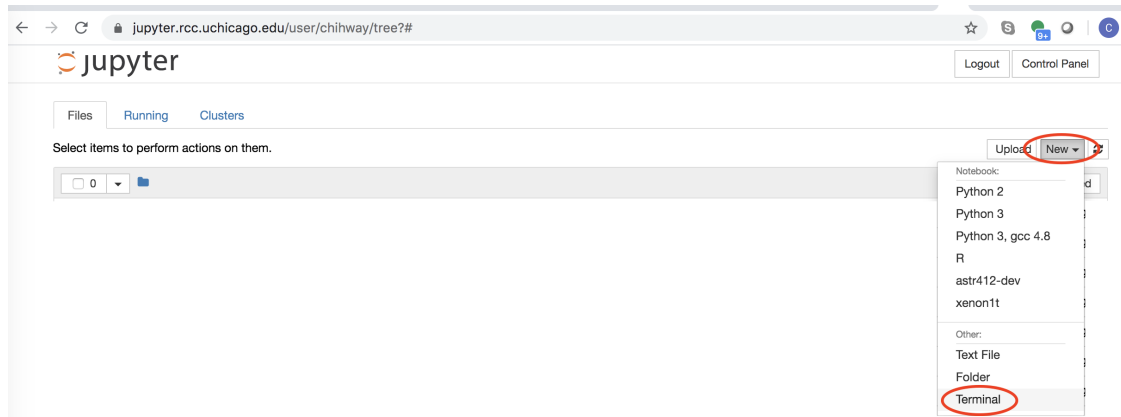 jupyter.rcc.uchicago.edu/user/chihway/tree?#
S
9+
C
jupyter
Logout
Control Panel
Files
Running
Clusters
Select items to perform actions on them.
Upload
New
0
Notebook:
Python 2
Python 3
Python 3, gcc 4.8
R
astr412-dev
xenon1t
Other:
Text File
Folder
Terminal